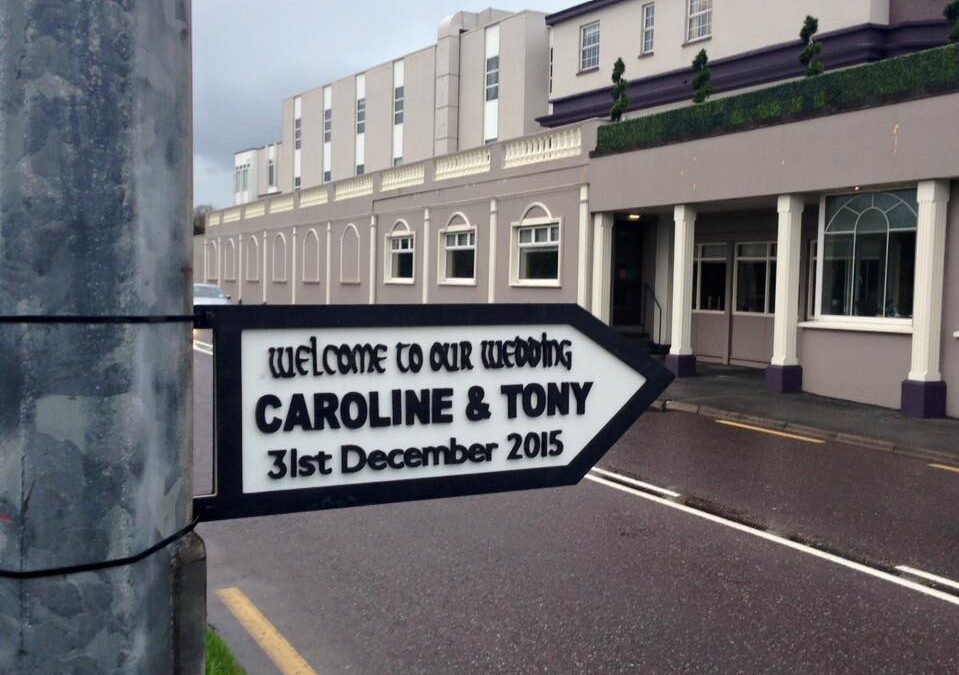 Welcome to our wedding
CAROLINE & TONY
31st December 2015